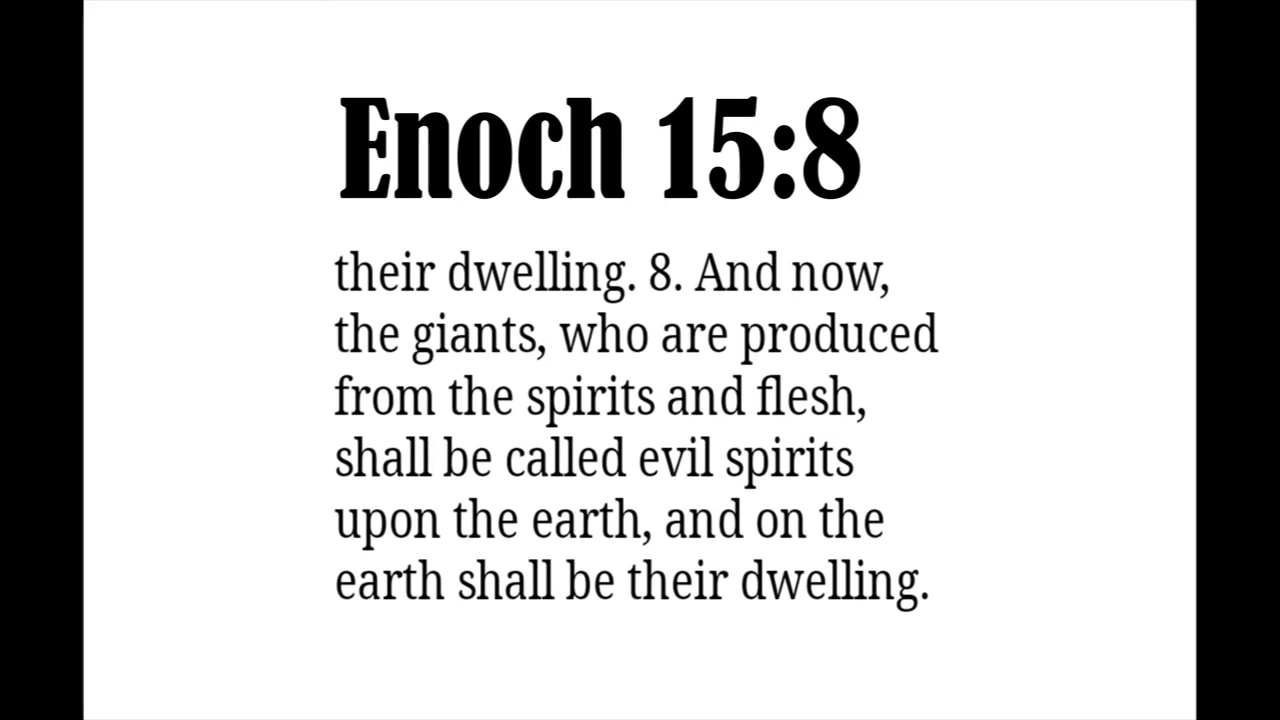 Enoch 15:8
their dwelling. 8. And now,
the giants, who are produced
from the spirits and flesh,
shall be called evil spirits
upon the earth, and on the
earth shall be their dwelling.